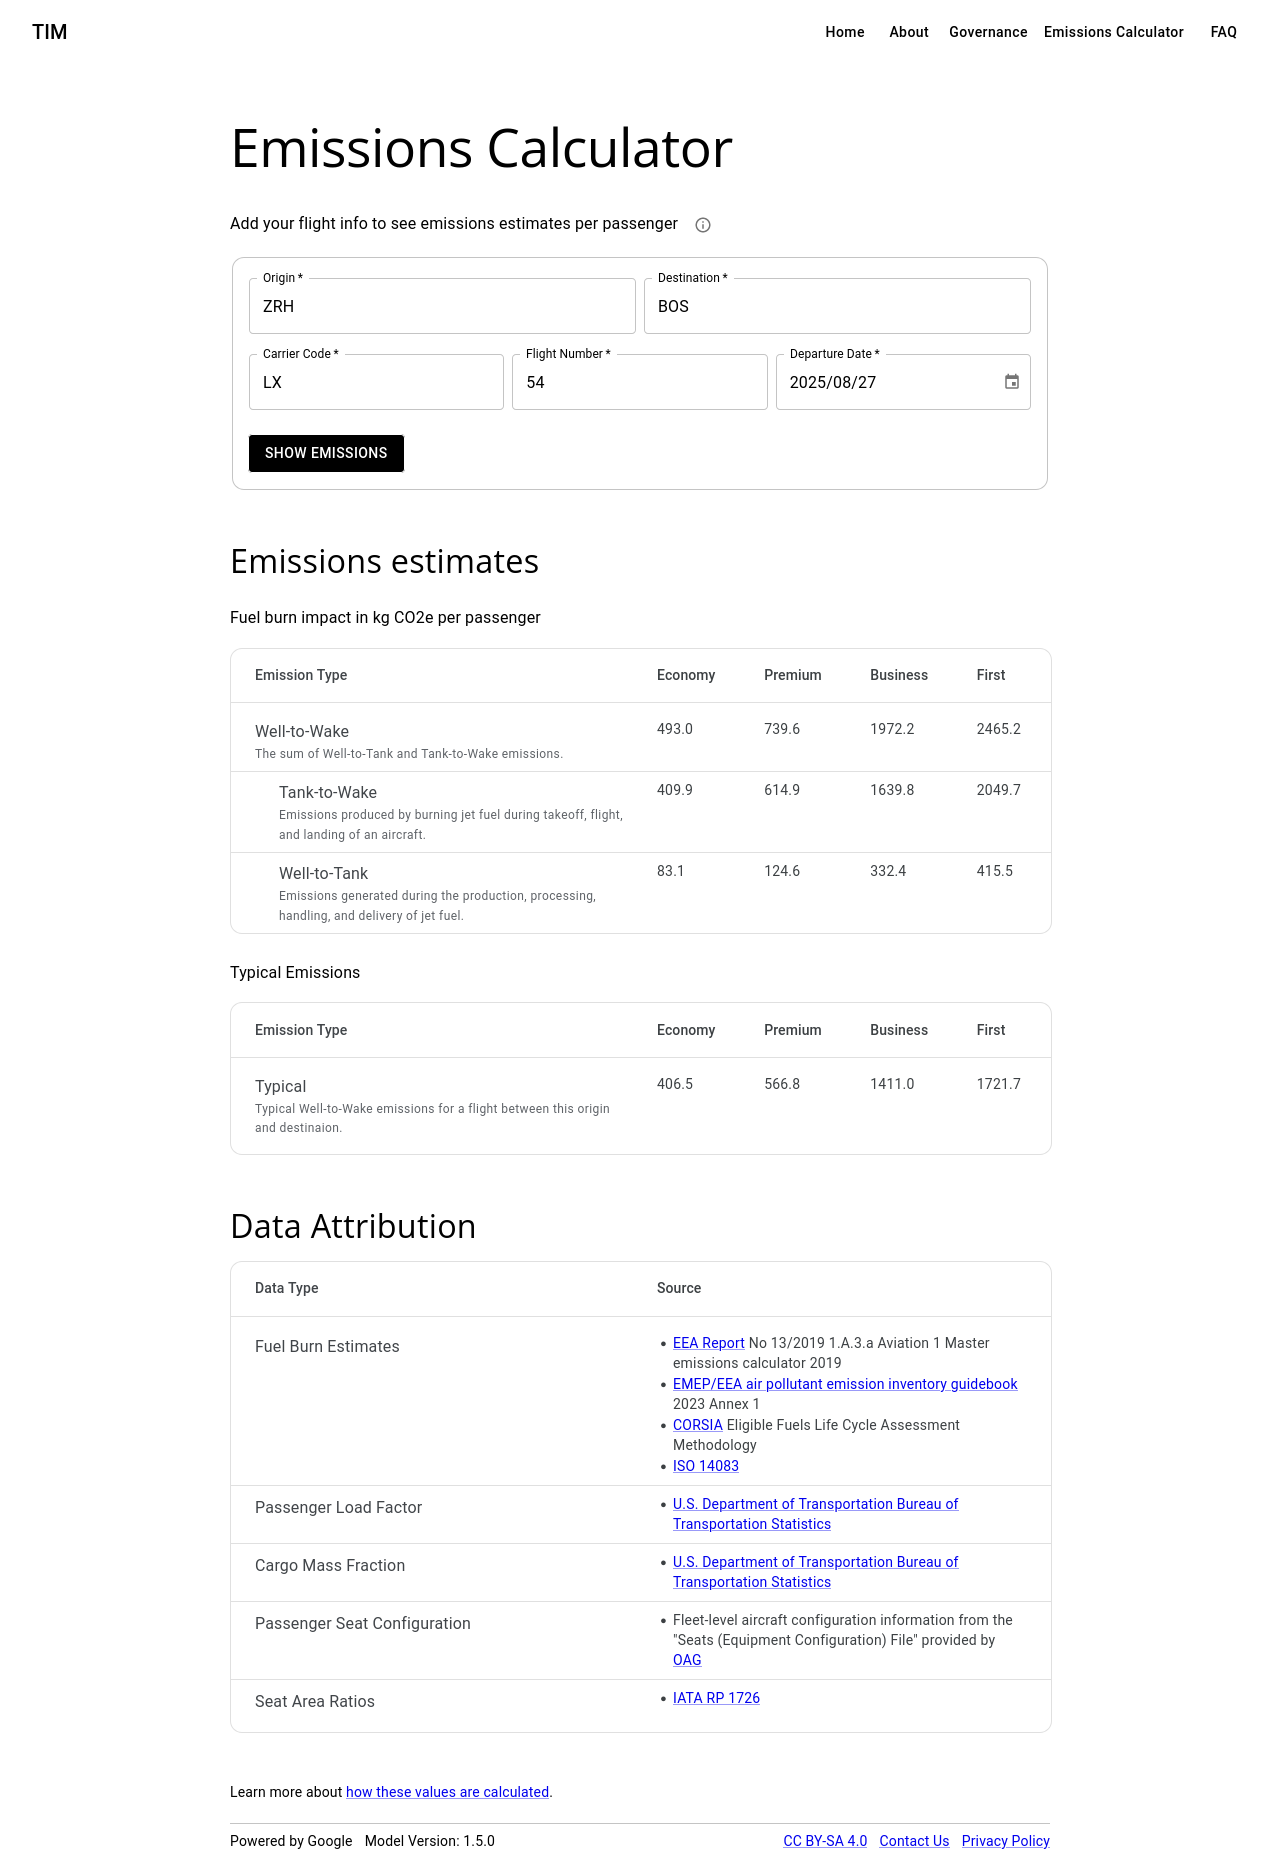 TIM
Home About Governance Emissions Calculator FAQ
Emissions Calculator
Add your flight info to see emissions estimates per passenger
Origin * Destination *
ZRH BOS
Carrier Code * Flight Number * Departure Date *
LX 54 2025/08/27
SHOW EMISSIONS
Emissions estimates
Fuel burn impact in kg CO2e per passenger
Emission Type Economy Premium Business First
Well-to-Wake 493.0 739.6 1972.2 2465.2
The sum of Well-to-Tank and Tank-to-Wake emissions.
Tank-to-Wake 409.9 614.9 1639.8 2049.7
Emissions produced by burning jet fuel during takeoff, flight,
and landing of an aircraft.
Well-to-Tank 83.1 124.6 332.4 415.5
Emissions generated during the production, processing,
handling, and delivery of jet fuel.
Typical Emissions
Emission Type Economy Premium Business First
Typical 406.5 566.8 1411.0 1721.7
Typical Well-to-Wake emissions for a flight between this origin
and destinaion.
Data Attribution
Data Type Source
Fuel Burn Estimates
• EEA Report No 13/2019 1.A.3.a Aviation 1 Master
emissions calculator 2019
• EMEP/EEA air pollutant emission inventory guidebook
2023 Annex 1
• CORSIA Eligible Fuels Life Cycle Assessment
Methodology
• ISO 14083
Passenger Load Factor
• U.S. Department of Transportation Bureau of
Transportation Statistics
Cargo Mass Fraction
• U.S. Department of Transportation Bureau of
Transportation Statistics
Passenger Seat Configuration
• Fleet-level aircraft configuration information from the
"Seats (Equipment Configuration) File" provided by
OAG
Seat Area Ratios
• IATA RP 1726
Learn more about how these values are calculated.
Powered by Google Model Version: 1.5.0 CC BY-SA 4.0 Contact Us Privacy Policy